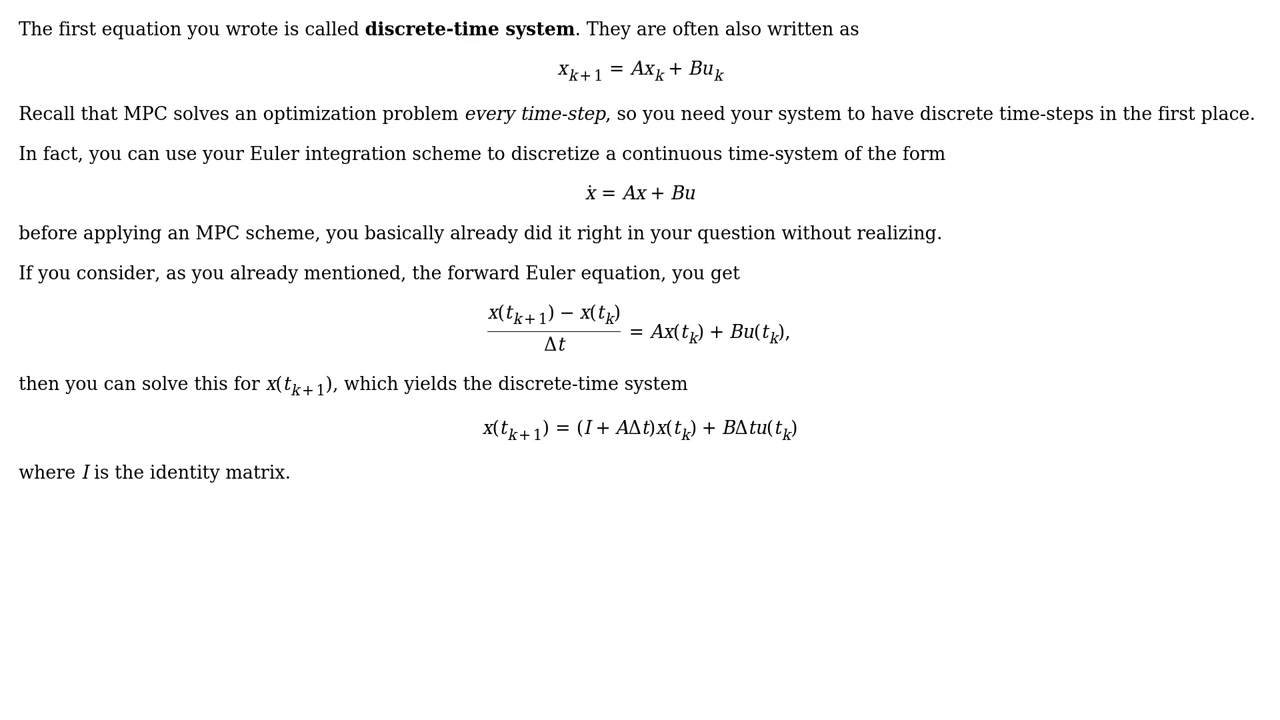 The first equation you wrote is called discrete-time system. They are often also written as
x_{k+1} = Ax_k + Bu_k
Recall that MPC solves an optimization problem every time-step, so you need your system to have discrete time-steps in the first place.
In fact, you can use your Euler integration scheme to discretize a continuous time-system of the form
ẋ = Ax + Bu
before applying an MPC scheme, you basically already did it right in your question without realizing.
If you consider, as you already mentioned, the forward Euler equation, you get
\frac{x(t_{k+1}) − x(t_k)}{Δt} = Ax(t_k) + Bu(t_k),
then you can solve this for x(t_{k+1}), which yields the discrete-time system
x(t_{k+1}) = (I + AΔt)x(t_k) + BΔtu(t_k)
where I is the identity matrix.